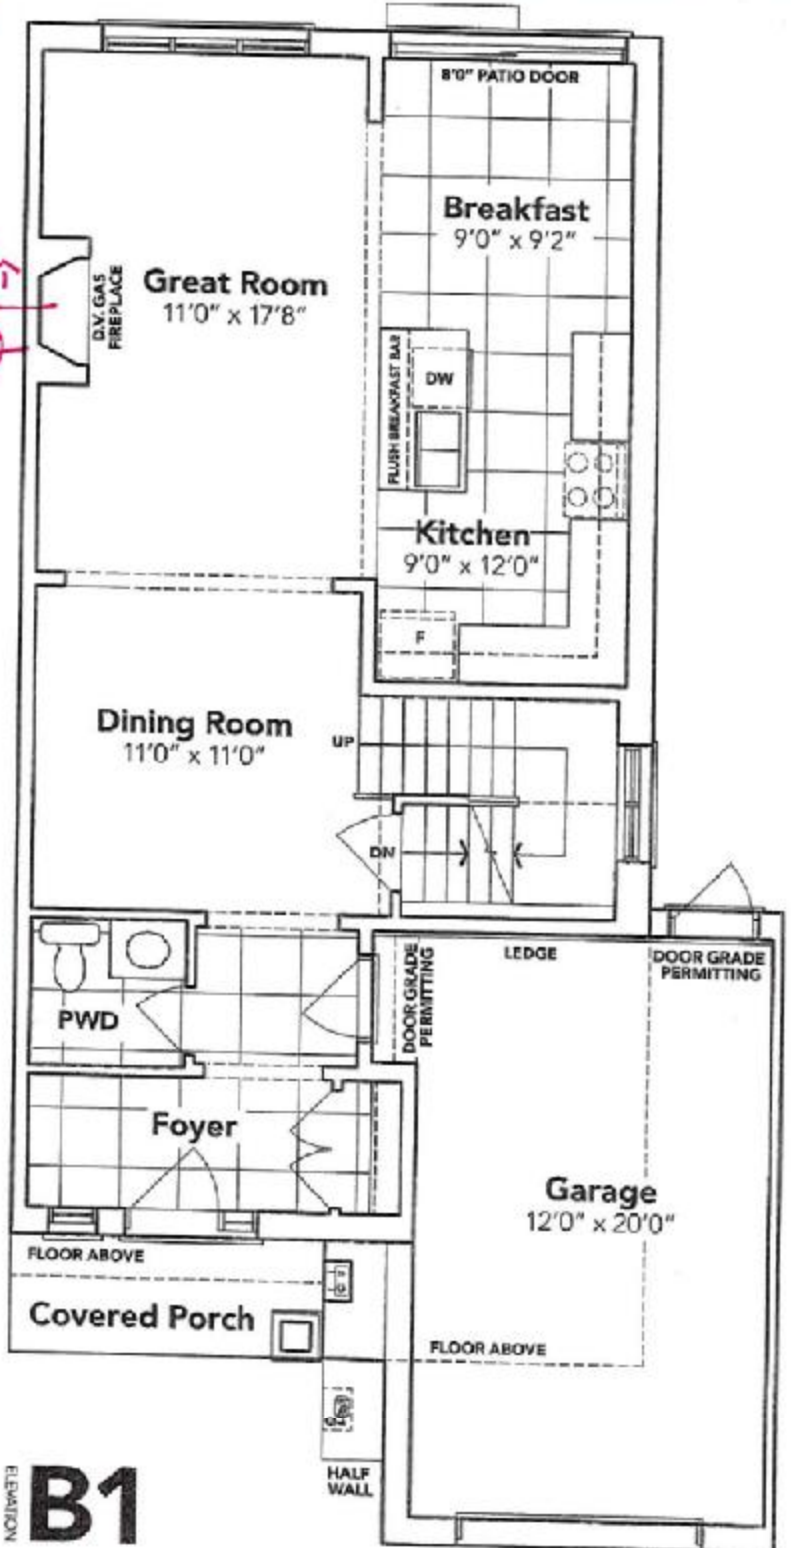 8'0" PATIO DOOR
Breakfast
9'0" x 9'2"
Great Room
11'0" x 17'8"
D.V. GAS
FIREPLACE
FLUSH BREAKFAST BAR
DW
Kitchen
9'0" x 12'0"
F
Dining Room
11'0" x 11'0"
UP
DN
LEDGE
DOOR GRADE
PERMITTING
DOOR GRADE
PERMITTING
PWD
Foyer
Garage
12'0" x 20'0"
FLOOR ABOVE
Covered Porch
FLOOR ABOVE
HALF
WALL
ELEVATION
B1